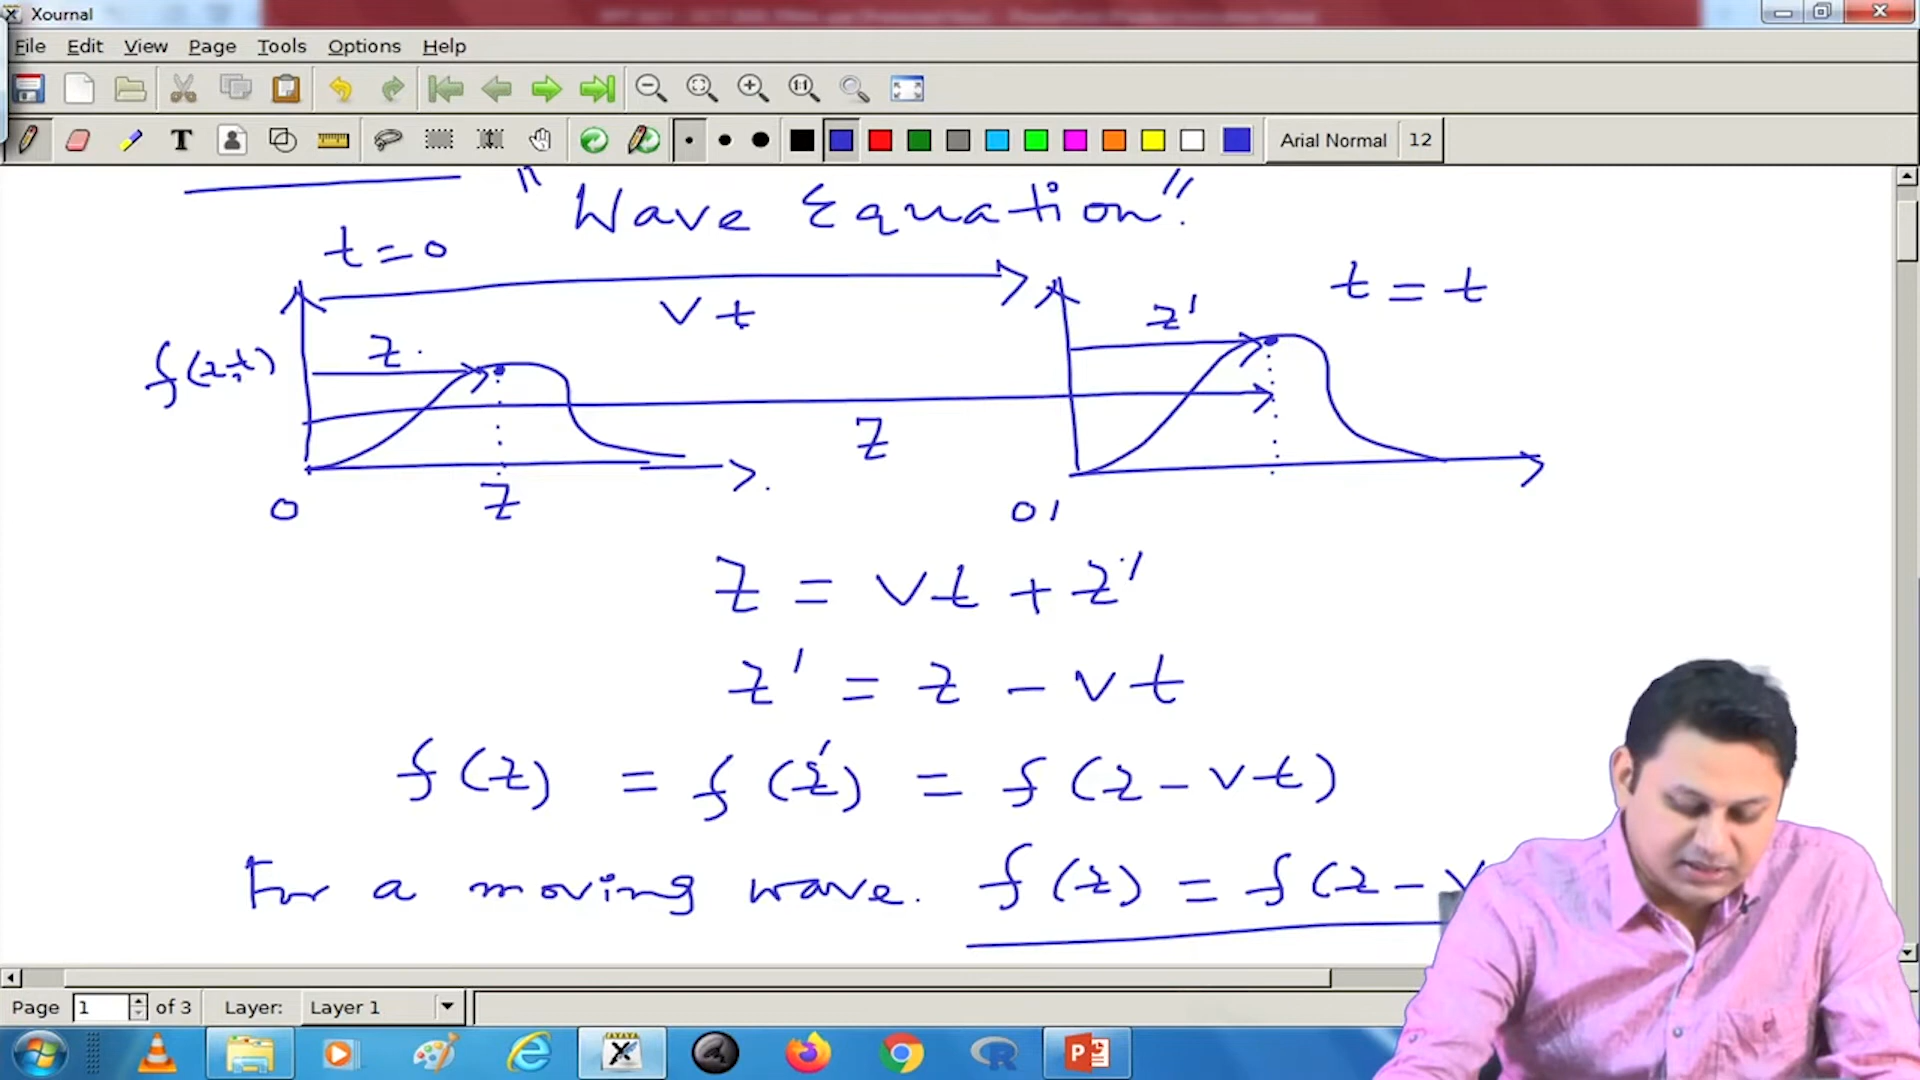 Xournal
File Edit View Page Tools Options Help
T Arial Normal 12
"Wave Equation".
t = 0
t = t
vt
z'
f(z,t)
z
z
0 z
0'
z = vt + z'
z' = z - vt
f(z) = f(z') = f(z - vt)
For a moving wave. f(z) = f(z - v
Page 1 of 3 Layer: Layer 1